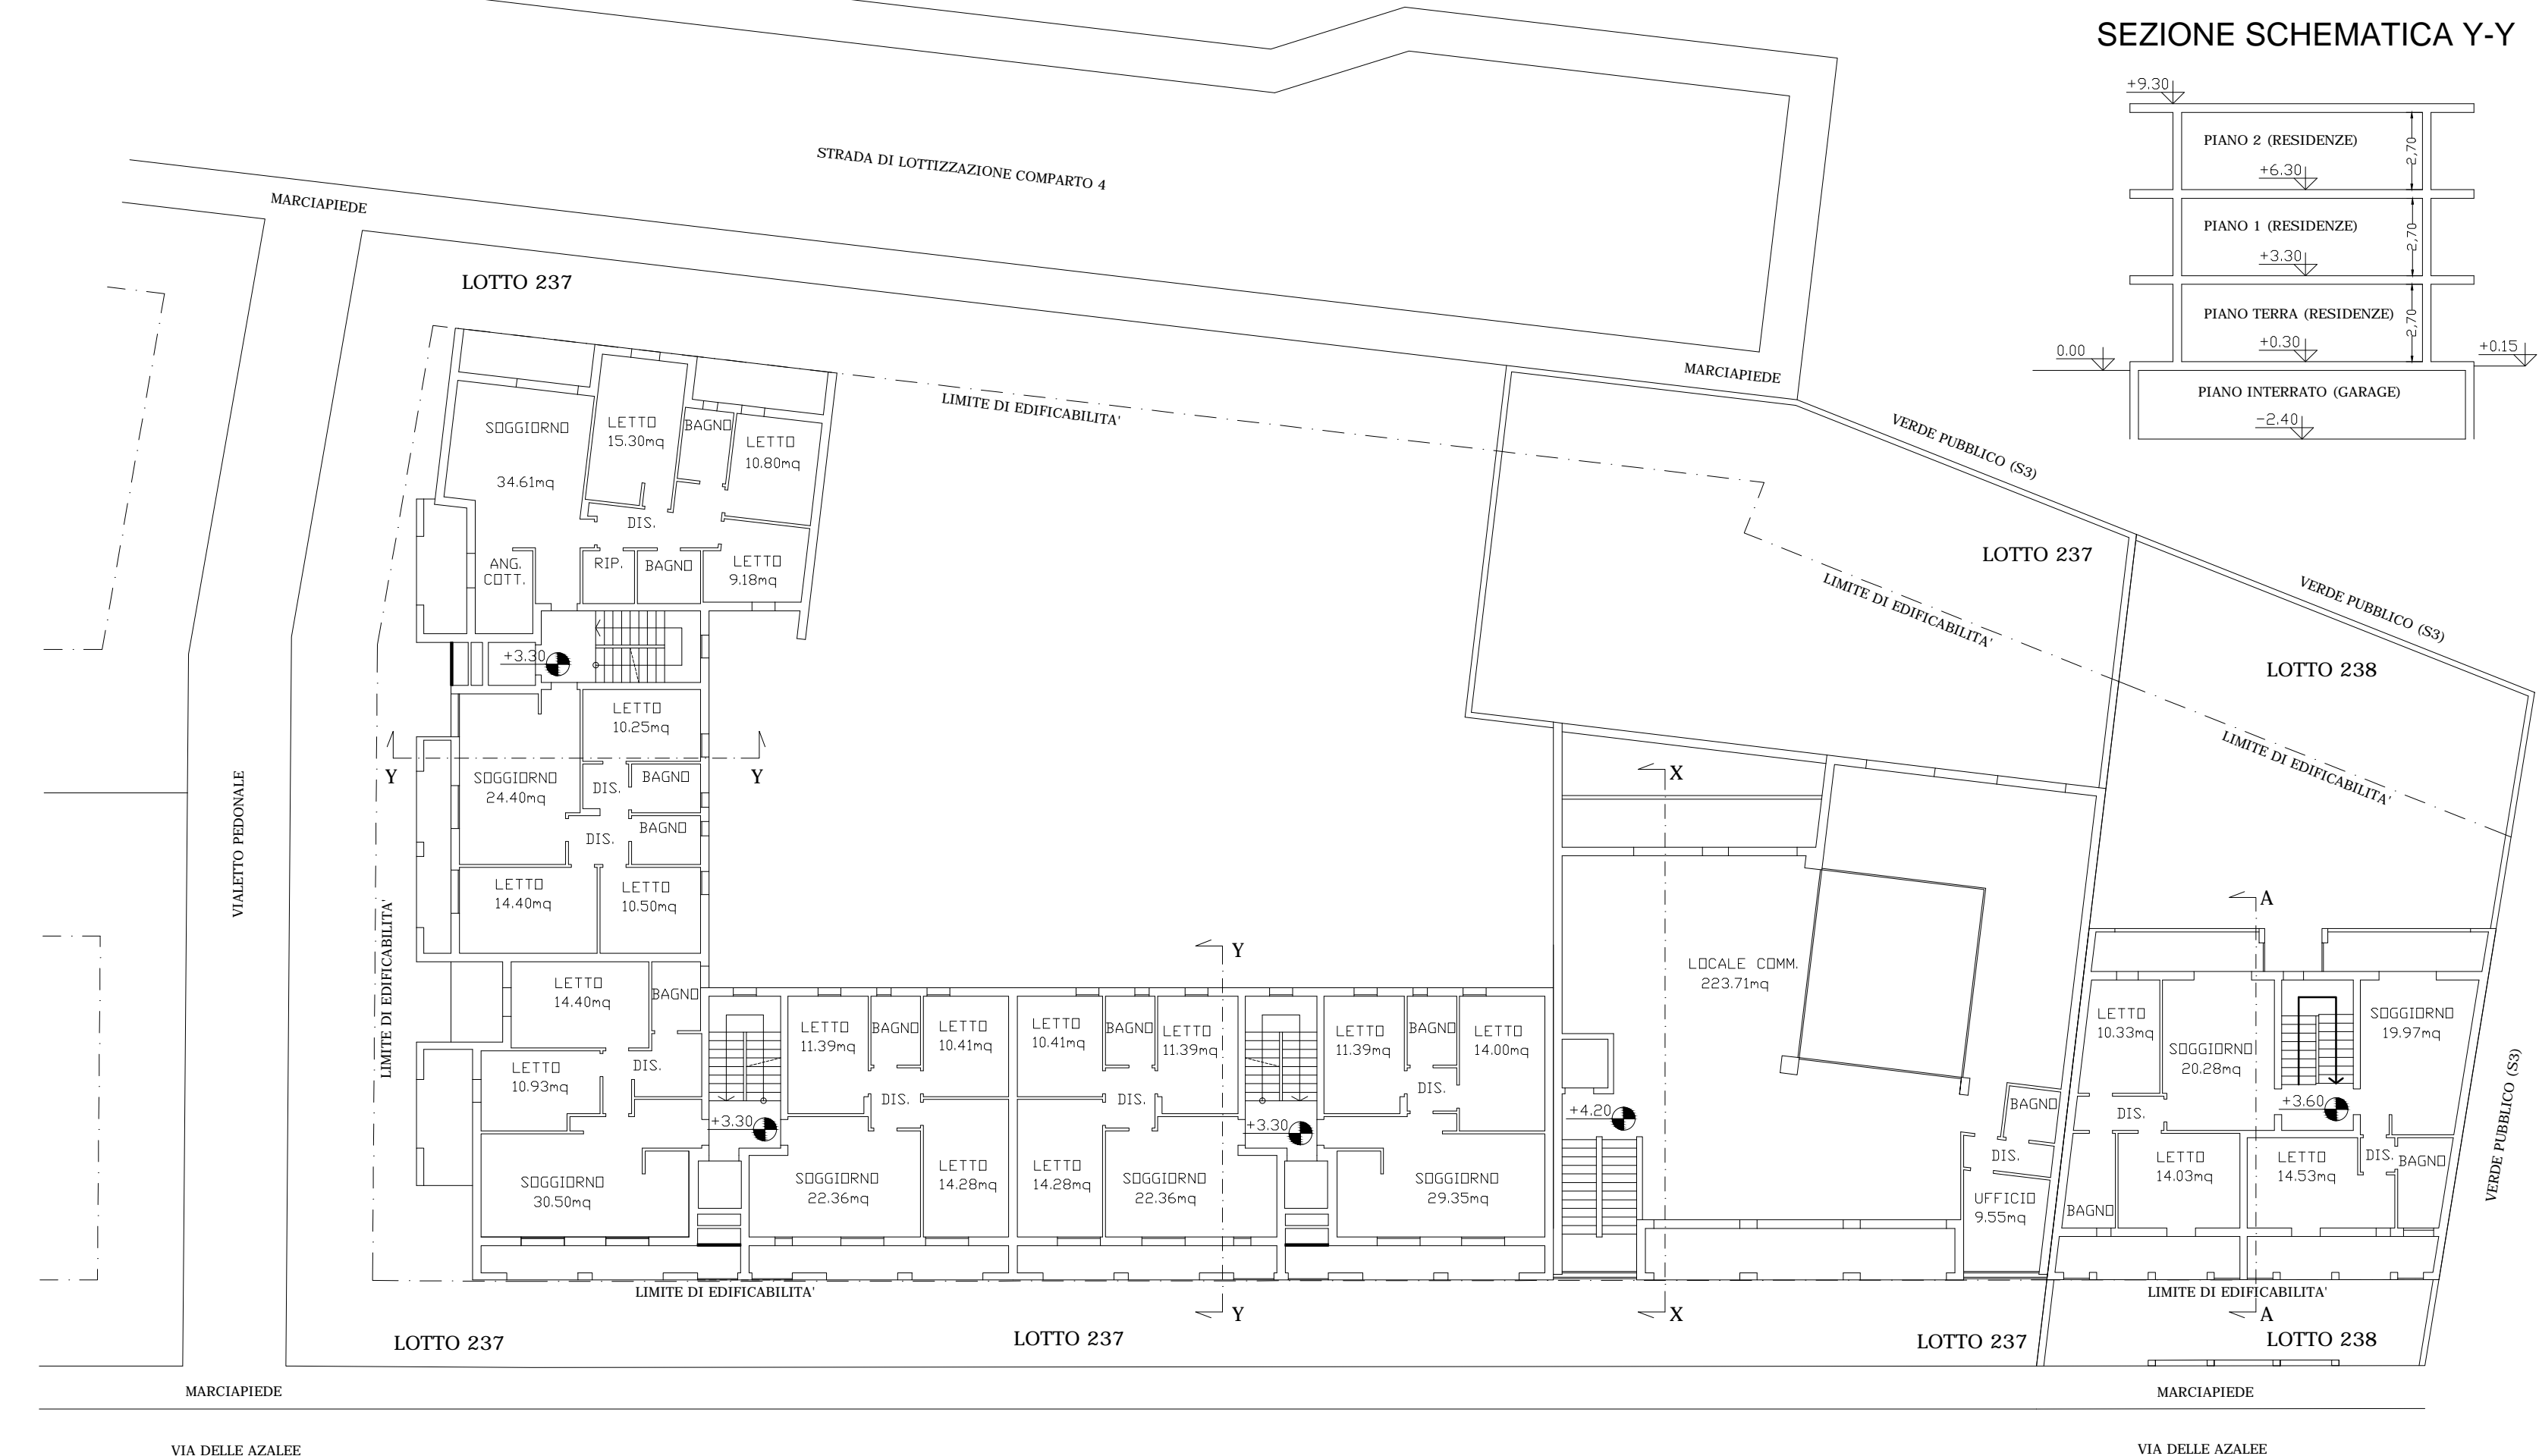 SEZIONE SCHEMATICA Y-Y
+9.30
PIANO 2 (RESIDENZE)
2,70
+6.30
PIANO 1 (RESIDENZE)
2,70
+3.30
PIANO TERRA (RESIDENZE)
2,70
+0.30
0.00
+0.15
PIANO INTERRATO (GARAGE)
-2.40
STRADA DI LOTTIZZAZIONE COMPARTO 4
MARCIAPIEDE
LOTTO 237
MARCIAPIEDE
LIMITE DI EDIFICABILITA'
VERDE PUBBLICO (S3)
LOTTO 237
LIMITE DI EDIFICABILITA'
VERDE PUBBLICO (S3)
LOTTO 238
LIMITE DI EDIFICABILITA'
VERDE PUBBLICO (S3)
VIALETTO PEDONALE
LIMITE DI EDIFICABILITA'
SOGGIORNO
34.61mq
LETTO
15.30mq
BAGNO
LETTO
10.80mq
DIS.
ANG.
COTT.
RIP.
BAGNO
LETTO
9.18mq
+3.30
LETTO
10.25mq
Y
Y
SOGGIORNO
24.40mq
DIS.
BAGNO
DIS.
BAGNO
LETTO
14.40mq
LETTO
10.50mq
LETTO
14.40mq
BAGNO
LETTO
10.93mq
DIS.
SOGGIORNO
30.50mq
+3.30
LETTO
11.39mq
BAGNO
LETTO
10.41mq
DIS.
SOGGIORNO
22.36mq
LETTO
14.28mq
LETTO
10.41mq
BAGNO
LETTO
11.39mq
DIS.
LETTO
14.28mq
SOGGIORNO
22.36mq
Y
Y
+3.30
LETTO
11.39mq
BAGNO
LETTO
14.00mq
DIS.
SOGGIORNO
29.35mq
X
X
LOCALE COMM.
223.71mq
+4.20
BAGNO
DIS.
UFFICIO
9.55mq
A
A
LETTO
10.33mq
SOGGIORNO
20.28mq
SOGGIORNO
19.97mq
+3.60
DIS.
LETTO
14.03mq
BAGNO
LETTO
14.53mq
DIS.
BAGNO
LIMITE DI EDIFICABILITA'
LIMITE DI EDIFICABILITA'
LOTTO 237
LOTTO 237
LOTTO 237
LOTTO 238
MARCIAPIEDE
MARCIAPIEDE
VIA DELLE AZALEE
VIA DELLE AZALEE